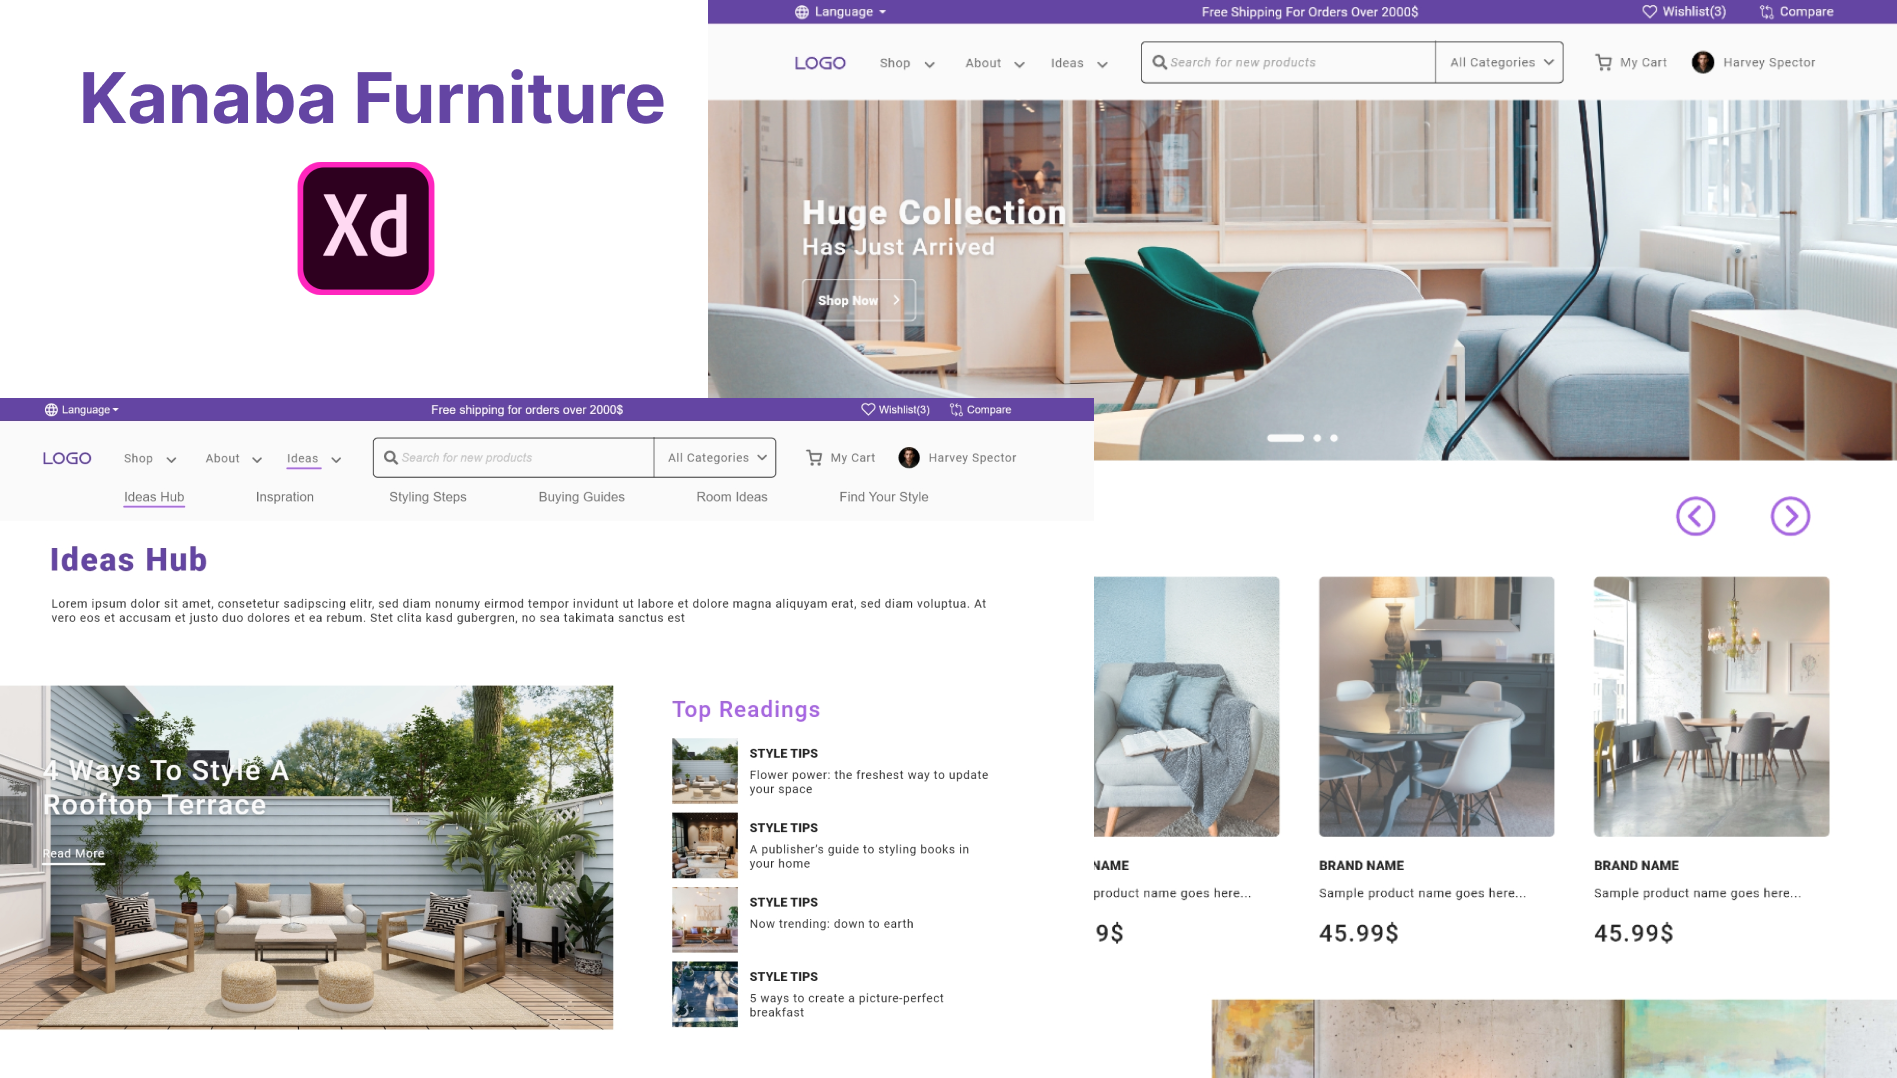 Kanaba Furniture
Xd
Language
Free Shipping For Orders Over 2000$
Wishlist(3)
Compare
LOGO
Shop
About
Ideas
Search for new products
All Categories
My Cart
Harvey Spector
Huge Collection
Has Just Arrived
Shop Now
Language
Free shipping for orders over 2000$
Wishlist(3)
Compare
LOGO
Shop
About
Ideas
Search for new products
All Categories
My Cart
Harvey Spector
Ideas Hub
Inspration
Styling Steps
Buying Guides
Room Ideas
Find Your Style
Ideas Hub
Lorem ipsum dolor sit amet, consetetur sadipscing elitr, sed diam nonumy eirmod tempor invidunt ut labore et dolore magna aliquyam erat, sed diam voluptua. At
vero eos et accusam et justo duo dolores et ea rebum. Stet clita kasd gubergren, no sea takimata sanctus est
4 Ways To Style A
Rooftop Terrace
Read More
Top Readings
STYLE TIPS
Flower power: the freshest way to update
your space
STYLE TIPS
A publisher's guide to styling books in
your home
STYLE TIPS
Now trending: down to earth
STYLE TIPS
5 ways to create a picture-perfect
breakfast
NAME
product name goes here...
9$
BRAND NAME
Sample product name goes here...
45.99$
BRAND NAME
Sample product name goes here...
45.99$